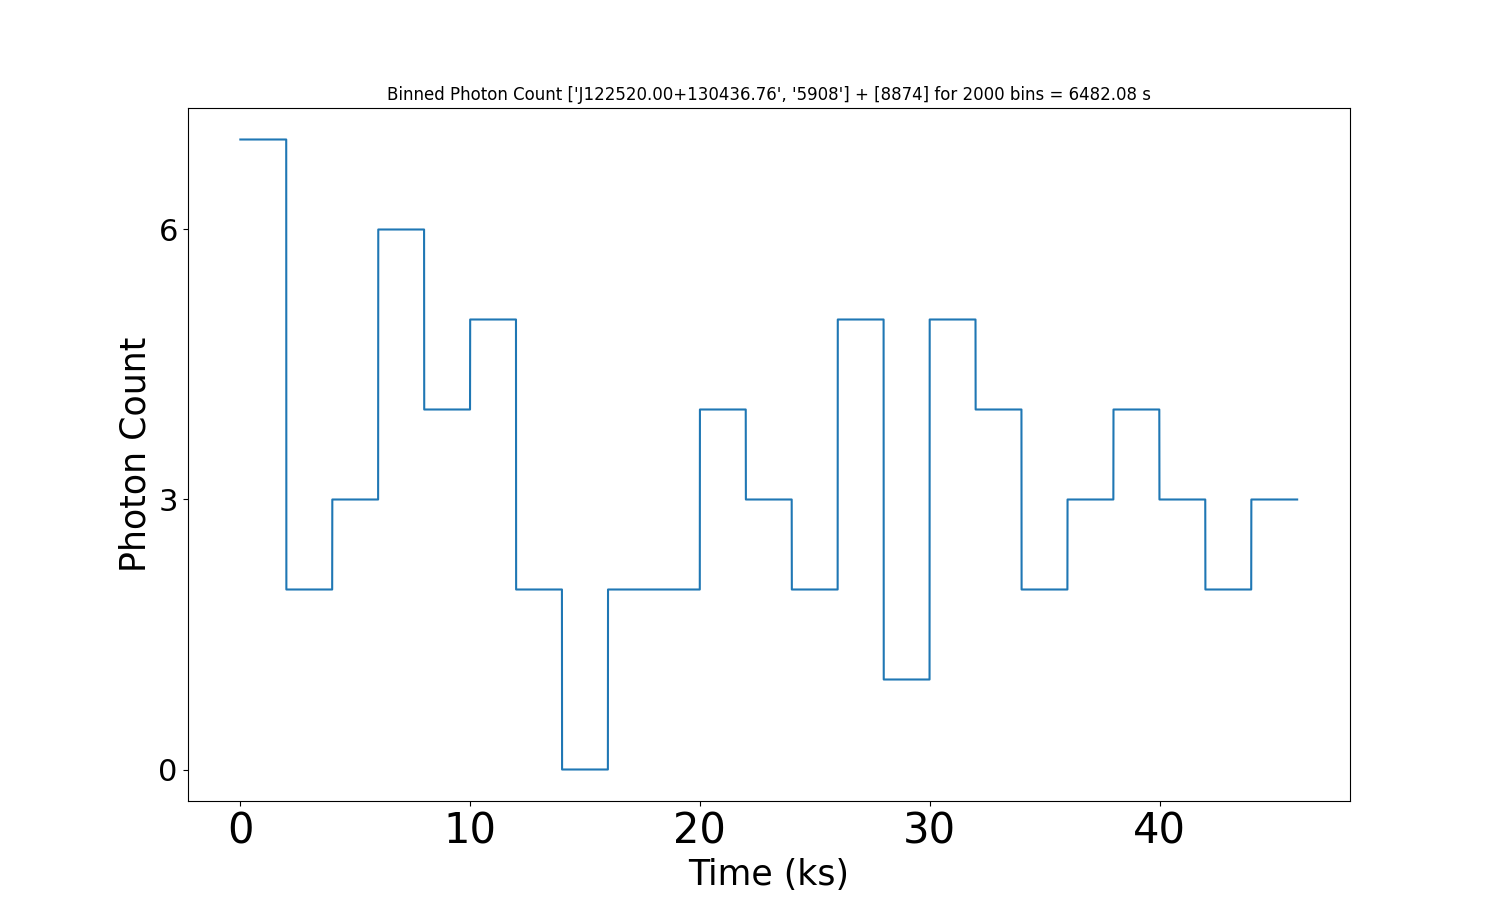 Binned Photon Count ['J122520.00+130436.76', '5908'] + [8874] for 2000 bins = 6482.08 s
Photon Count
6
3
0
0 10 20 30 40
Time (ks)